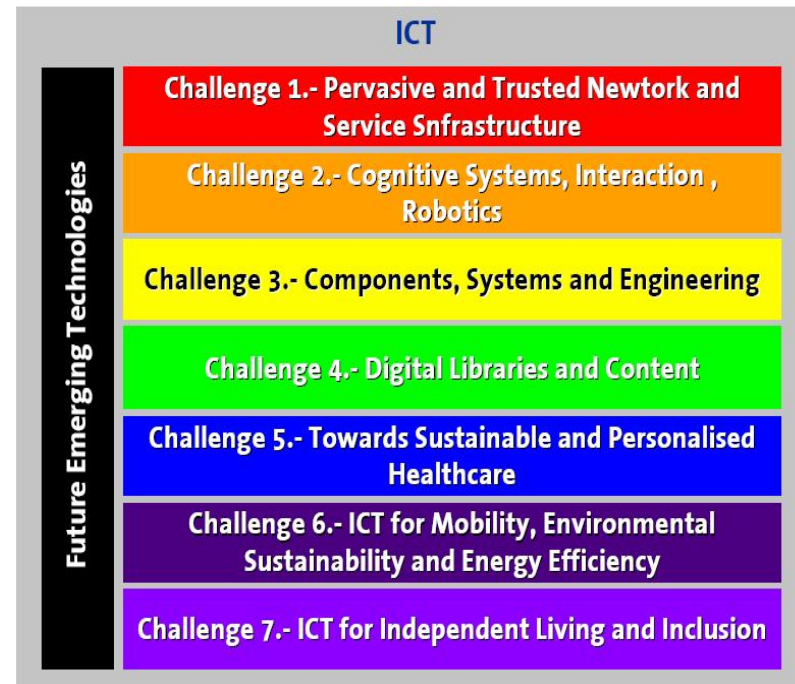 ICT
Future Emerging Technologies
Challenge 1.- Pervasive and Trusted Newtork and
Service Snfrastructure
Challenge 2.- Cognitive Systems, Interaction ,
Robotics
Challenge 3.- Components, Systems and Engineering
Challenge 4.- Digital Libraries and Content
Challenge 5.- Towards Sustainable and Personalised
Healthcare
Challenge 6.- ICT for Mobility, Environmental
Sustainability and Energy Efficiency
Challenge 7.- ICT for Independent Living and Inclusion